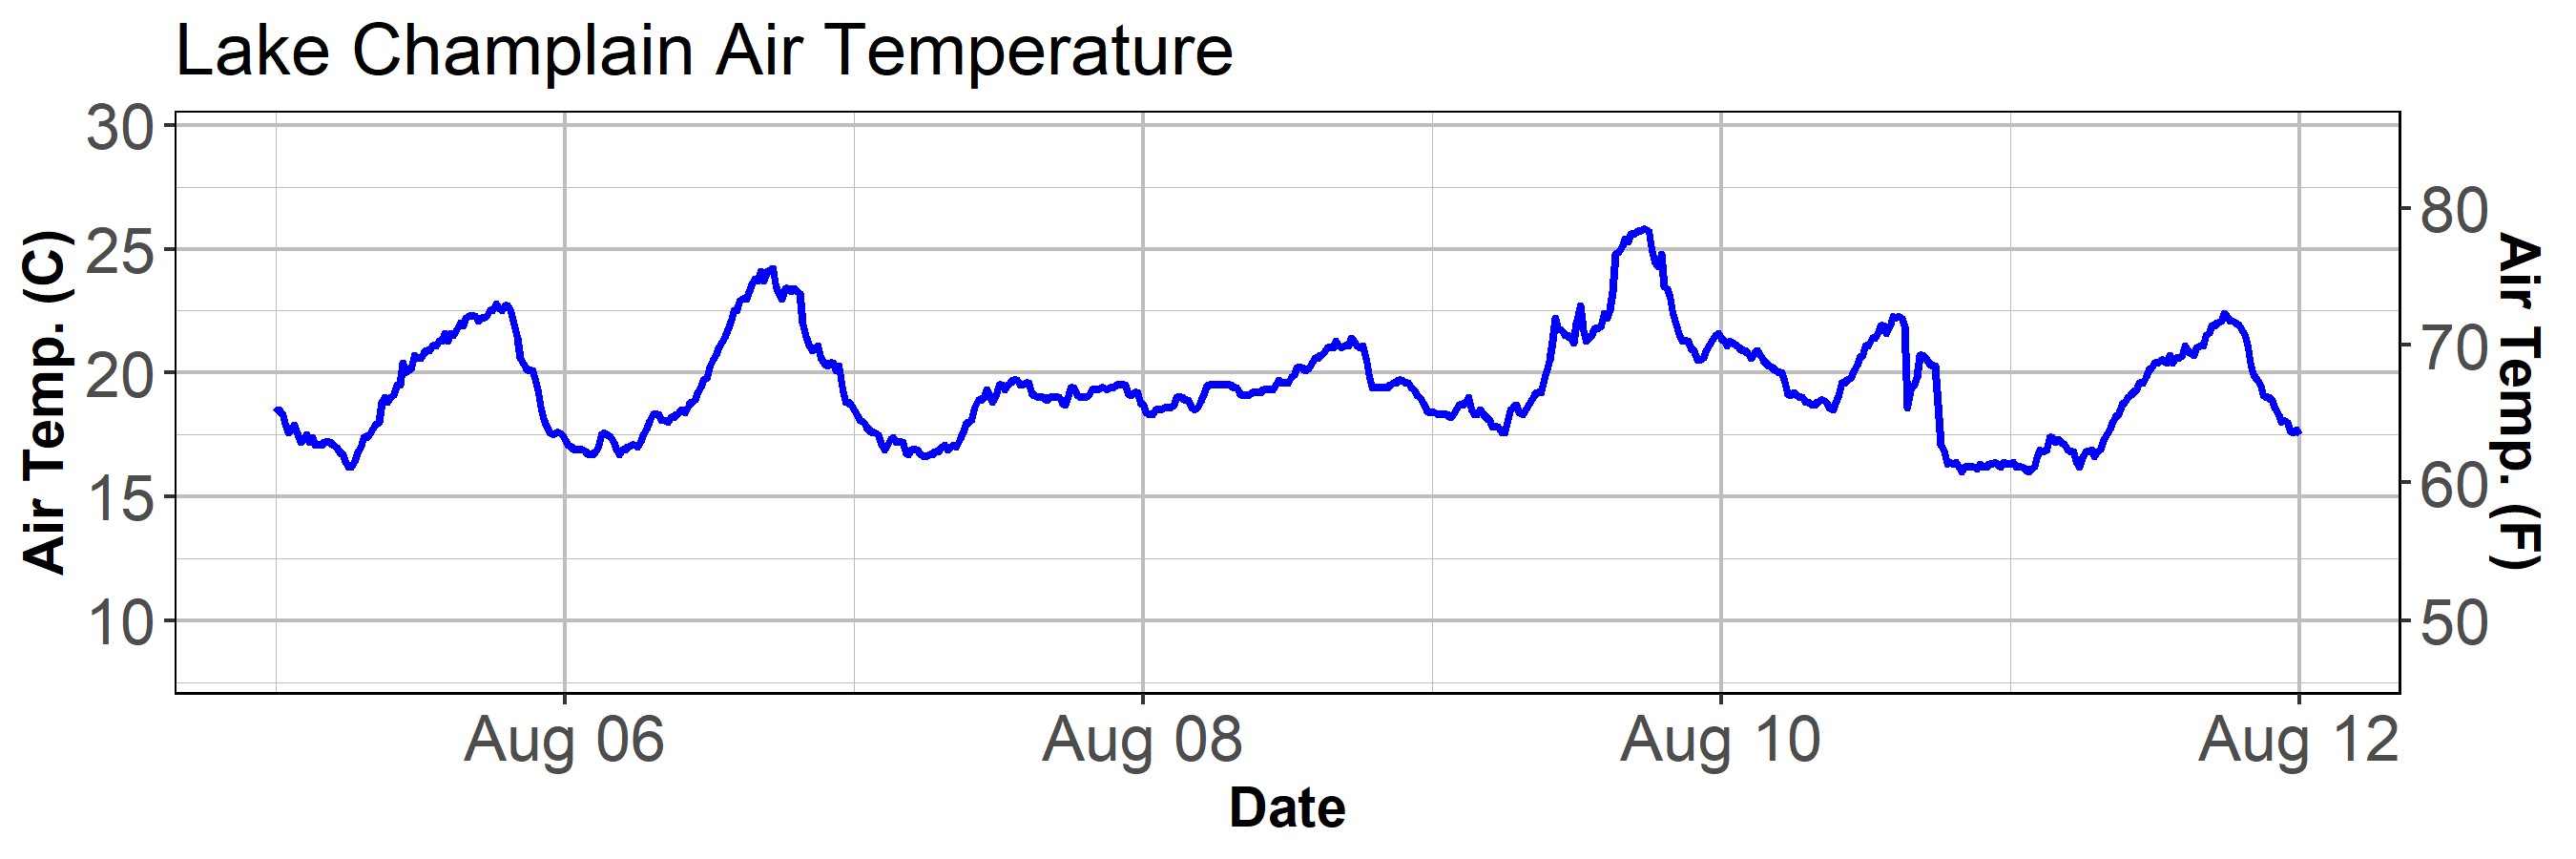 Lake Champlain Air Temperature
30
25
20
15
10
Air Temp. (C)
80
70
60
50
Air Temp. (F)
Aug 06
Aug 08
Aug 10
Aug 12
Date